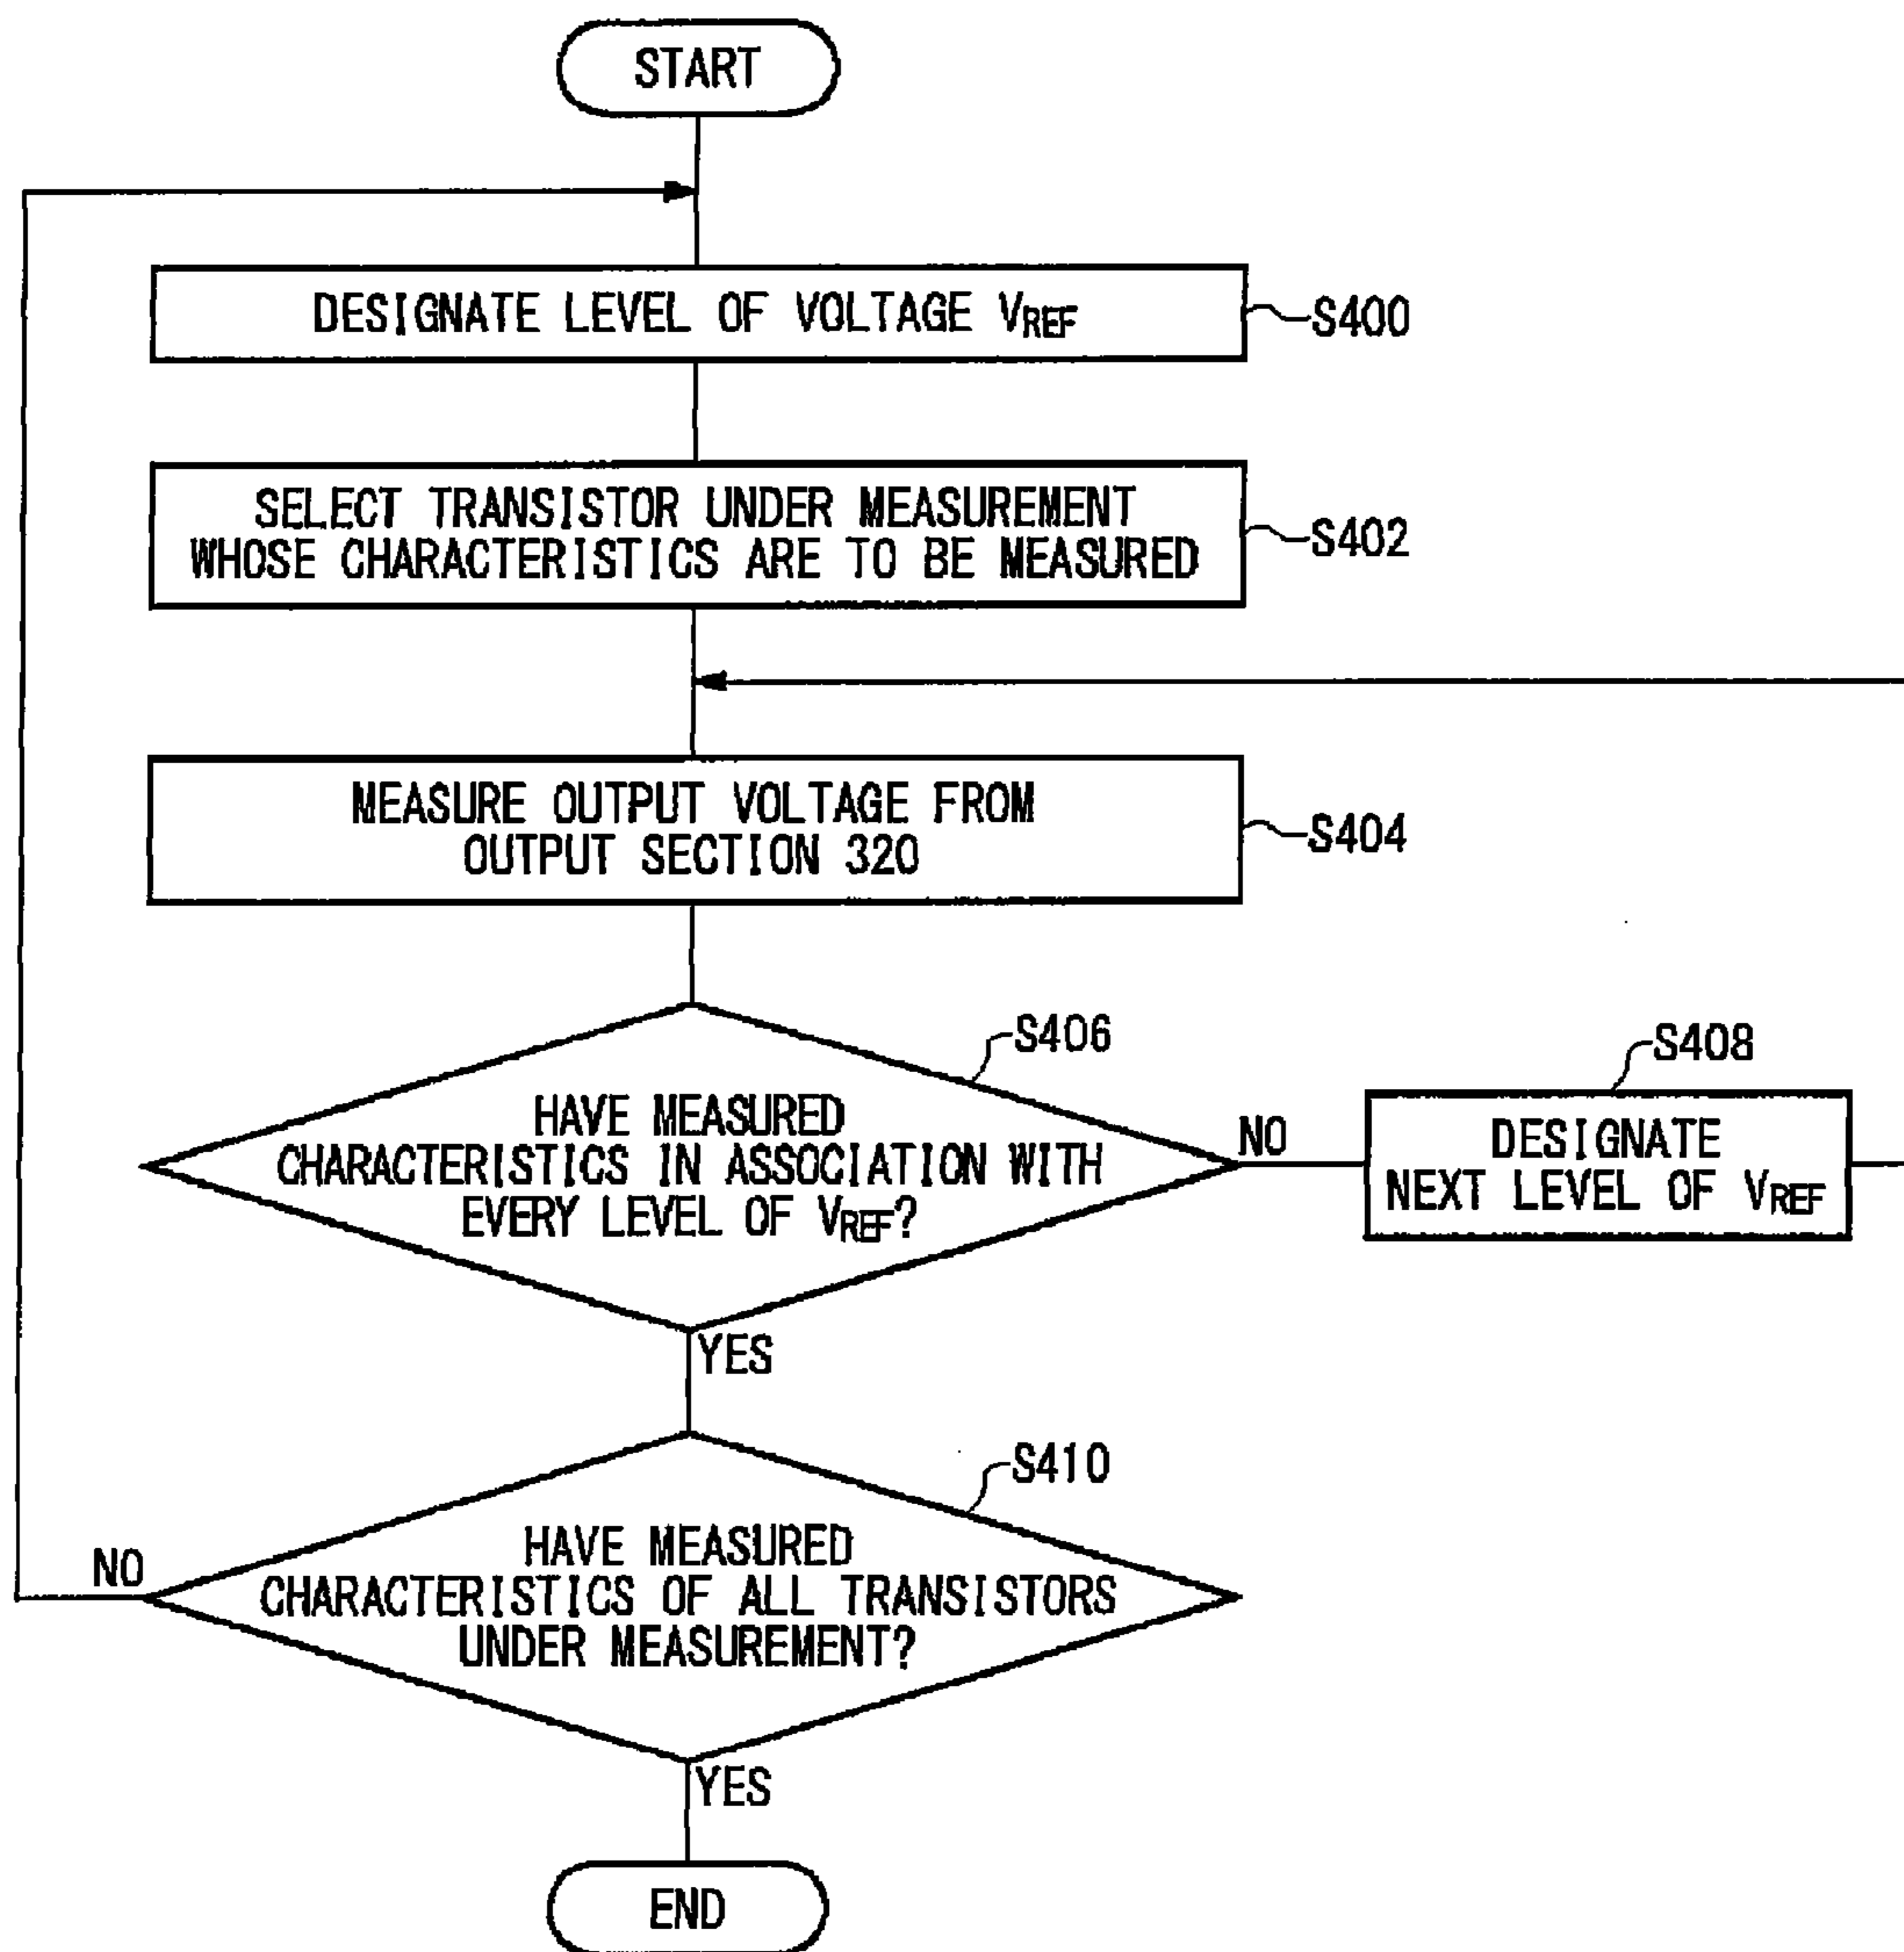 START
DESIGNATE LEVEL OF VOLTAGE VREF
S400
SELECT TRANSISTOR UNDER MEASUREMENT
WHOSE CHARACTERISTICS ARE TO BE MEASURED
S402
MEASURE OUTPUT VOLTAGE FROM
OUTPUT SECTION 320
S404
S406
HAVE MEASURED
CHARACTERISTICS IN ASSOCIATION WITH
EVERY LEVEL OF VREF?
NO
S408
DESIGNATE
NEXT LEVEL OF VREF
YES
S410
HAVE MEASURED
CHARACTERISTICS OF ALL TRANSISTORS
UNDER MEASUREMENT?
NO
YES
END